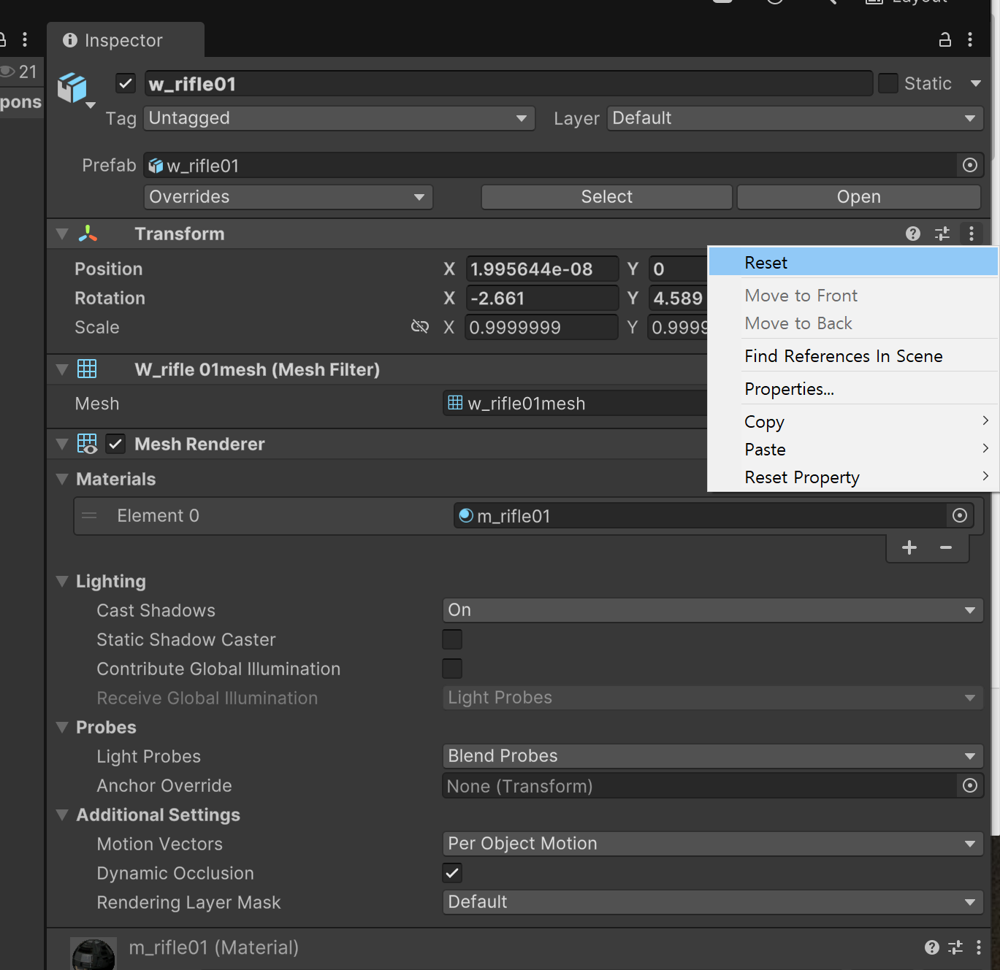 Layout
Inspector
21
w_rifle01
Static
pons
Tag
Untagged
Layer
Default
Prefab
w_rifle01
Overrides
Select
Open
Transform
Position
X
1.995644e-08
Y
0
Rotation
X
-2.661
Y
4.589
Scale
X
0.9999999
Y
0.9999
Reset
Move to Front
Move to Back
Find References In Scene
Properties...
Copy
Paste
Reset Property
W_rifle 01mesh (Mesh Filter)
Mesh
w_rifle01mesh
Mesh Renderer
Materials
Element 0
m_rifle01
Lighting
Cast Shadows
On
Static Shadow Caster
Contribute Global Illumination
Receive Global Illumination
Light Probes
Probes
Light Probes
Blend Probes
Anchor Override
None (Transform)
Additional Settings
Motion Vectors
Per Object Motion
Dynamic Occlusion
Rendering Layer Mask
Default
m_rifle01 (Material)